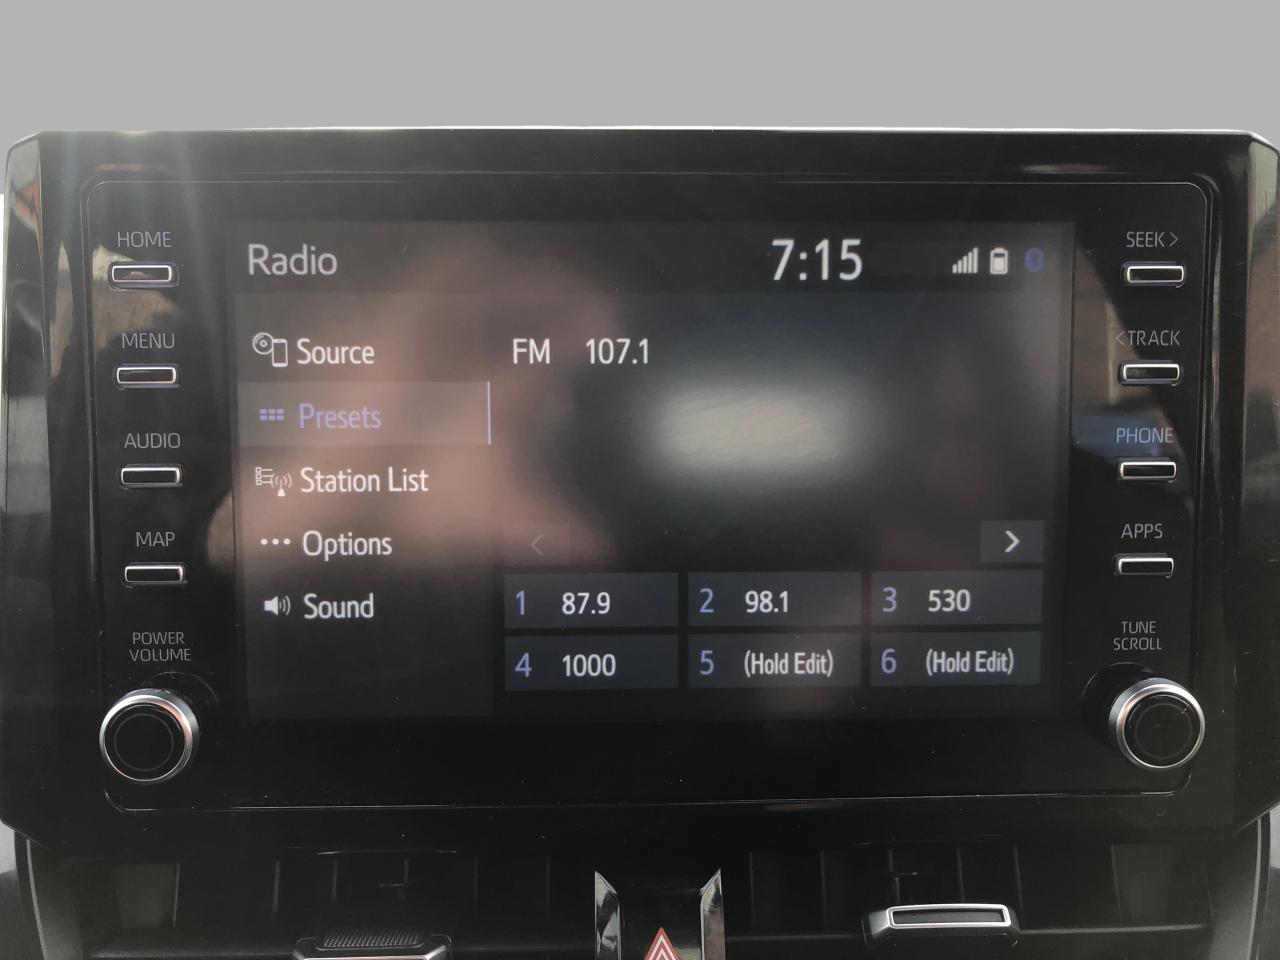 HOME
MENU
AUDIO
MAP
POWER
VOLUME
Radio
7:15
Source
Presets
Station List
Options
Sound
FM 107.1
<
>
1 87.9
2 98.1
3 530
4 1000
5 (Hold Edit)
6 (Hold Edit)
SEEK >
< TRACK
PHONE
APPS
TUNE
SCROLL